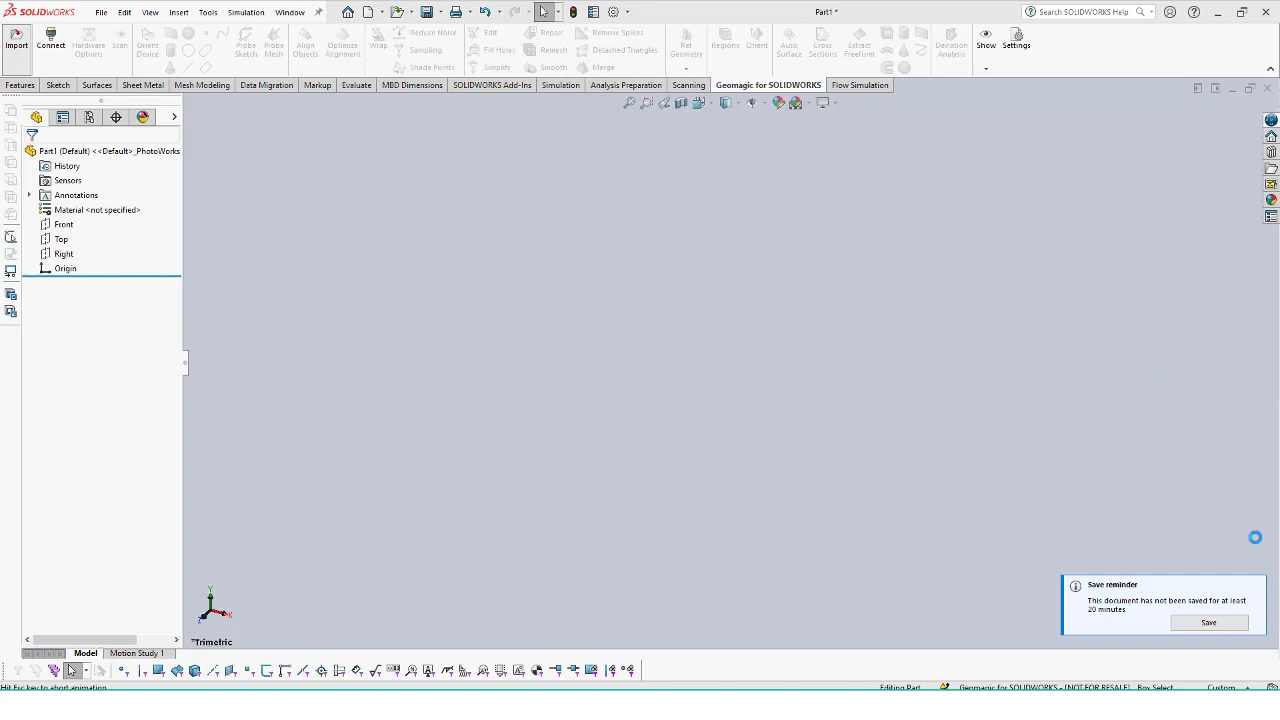 SOLIDWORKS File Edit View Insert Tools Simulation Window Part1 * Search SOLIDWORKS Help
Import Connect Hardware Options Scan Orient Device Probe Sketch Probe Mesh Align Objects Optimize Alignment Wrap Reduce Noise Sampling Shade Points Edit Fill Holes Simplify Repair Remesh Smooth Remove Spikes Detached Triangles Merge Ref Geometry Regions Orient Auto Surface Cross Sections Extract Freeform Deviation Analysis Show Settings
Features Sketch Surfaces Sheet Metal Mesh Modeling Data Migration Markup Evaluate MBD Dimensions SOLIDWORKS Add-Ins Simulation Analysis Preparation Scanning Geomagic for SOLIDWORKS Flow Simulation
Part1 (Default) <<Default>_PhotoWorks
History
Sensors
Annotations
Material <not specified>
Front
Top
Right
Origin
Save reminder
This document has not been saved for at least
20 minutes
Save
Y
X
Z
*Trimetric
Model Motion Study 1
Hit Esc key to abort animation. Editing Part Geomagic for SOLIDWORKS - [NOT FOR RESALE] Box Select Custom